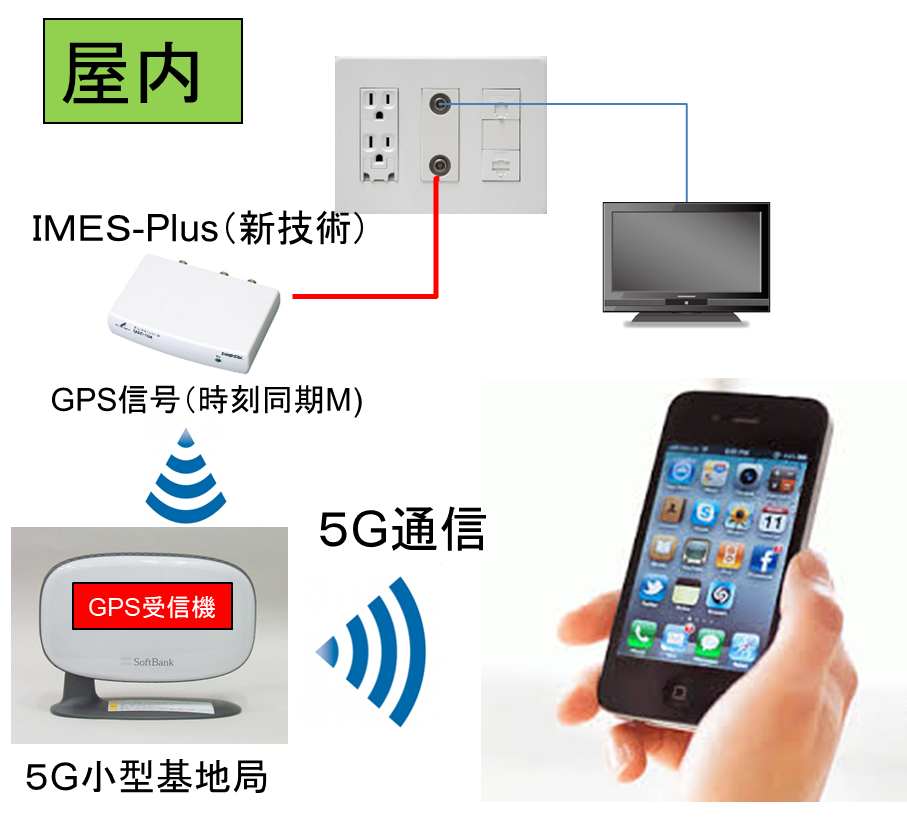 屋内
IMES-Plus（新技術）
GPS信号（時刻同期M)
5G通信
GPS受信機
SoftBank
11
5G小型基地局